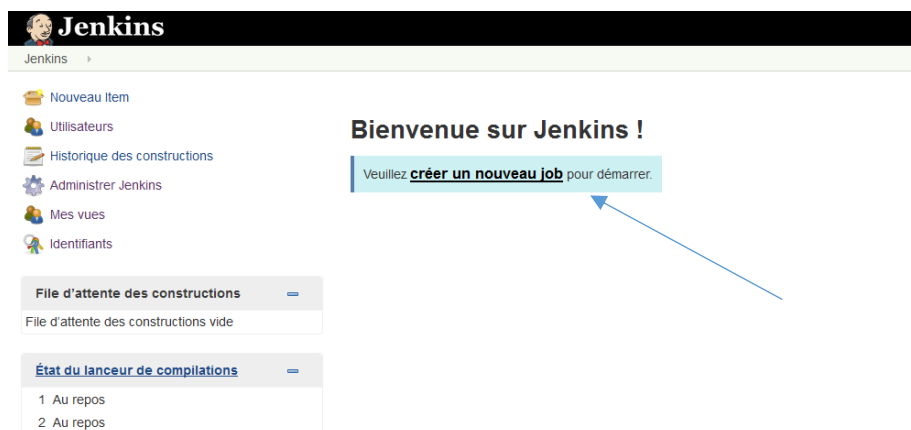 Jenkins
Jenkins
Nouveau Item
Utilisateurs
Historique des constructions
Administrer Jenkins
Mes vues
Identifiants
File d'attente des constructions
File d'attente des constructions vide
État du lanceur de compilations
1 Au repos
2 Au repos
Bienvenue sur Jenkins !
Veuillez créer un nouveau job pour démarrer.